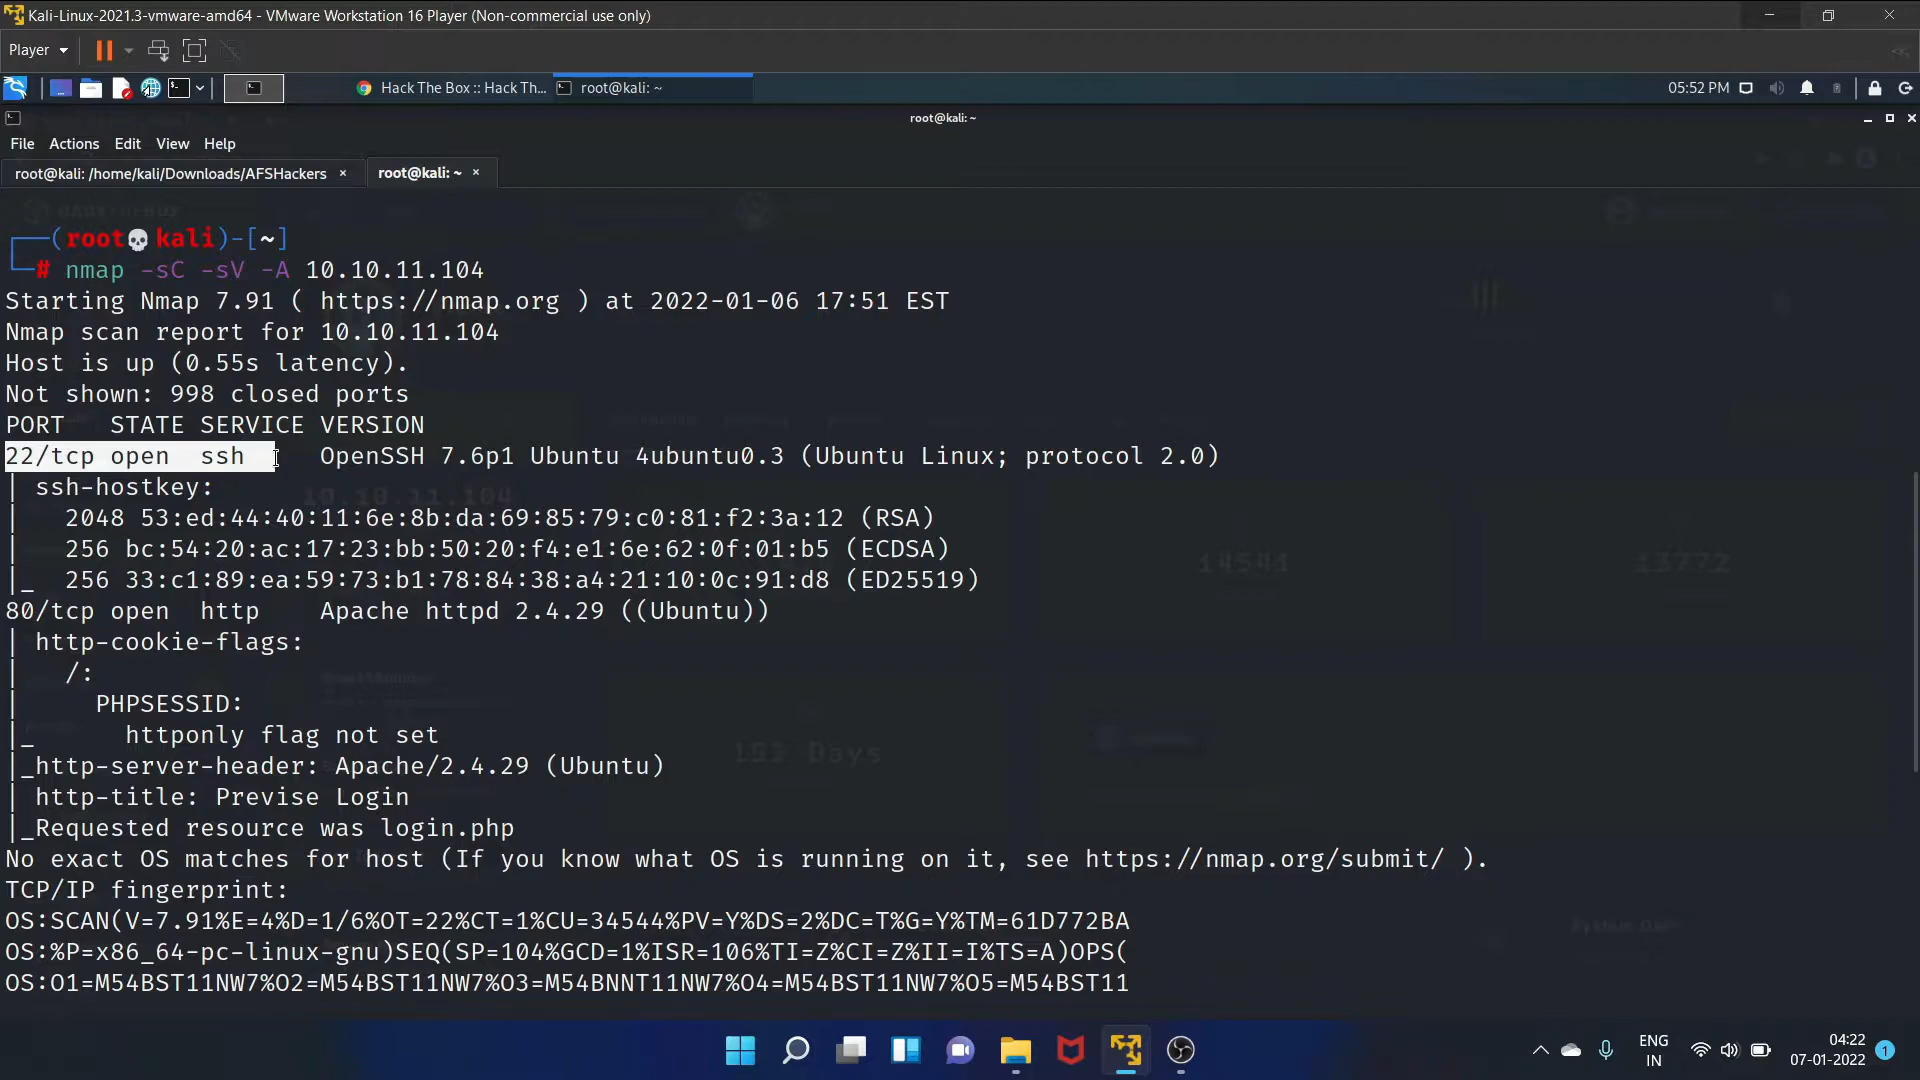 Kali-Linux-2021.3-vmware-amd64 - VMware Workstation 16 Player (Non-commercial use only)
Player
Hack The Box :: Hack Th...
root@kali: ~
05:52 PM
root@kali: ~
File Actions Edit View Help
root@kali: /home/kali/Downloads/AFSHackers
root@kali: ~
┌──(root💀kali)-[~]
└─# nmap -sC -sV -A 10.10.11.104
Starting Nmap 7.91 ( https://nmap.org ) at 2022-01-06 17:51 EST
Nmap scan report for 10.10.11.104
Host is up (0.55s latency).
Not shown: 998 closed ports
PORT   STATE SERVICE VERSION
22/tcp open  ssh     OpenSSH 7.6p1 Ubuntu 4ubuntu0.3 (Ubuntu Linux; protocol 2.0)
| ssh-hostkey:
|   2048 53:ed:44:40:11:6e:8b:da:69:85:79:c0:81:f2:3a:12 (RSA)
|   256 bc:54:20:ac:17:23:bb:50:20:f4:e1:6e:62:0f:01:b5 (ECDSA)
|_  256 33:c1:89:ea:59:73:b1:78:84:38:a4:21:10:0c:91:d8 (ED25519)
80/tcp open  http    Apache httpd 2.4.29 ((Ubuntu))
| http-cookie-flags:
|   /:
|     PHPSESSID:
|_      httponly flag not set
|_http-server-header: Apache/2.4.29 (Ubuntu)
| http-title: Previse Login
|_Requested resource was login.php
No exact OS matches for host (If you know what OS is running on it, see https://nmap.org/submit/ ).
TCP/IP fingerprint:
OS:SCAN(V=7.91%E=4%D=1/6%OT=22%CT=1%CU=34544%PV=Y%DS=2%DC=T%G=Y%TM=61D772BA
OS:%P=x86_64-pc-linux-gnu)SEQ(SP=104%GCD=1%ISR=106%TI=Z%CI=Z%II=I%TS=A)OPS(
OS:O1=M54BST11NW7%O2=M54BST11NW7%O3=M54BNNT11NW7%O4=M54BST11NW7%O5=M54BST11
10.10.11.104
14541
13772
153 Days
ENG
IN
04:22
07-01-2022
1